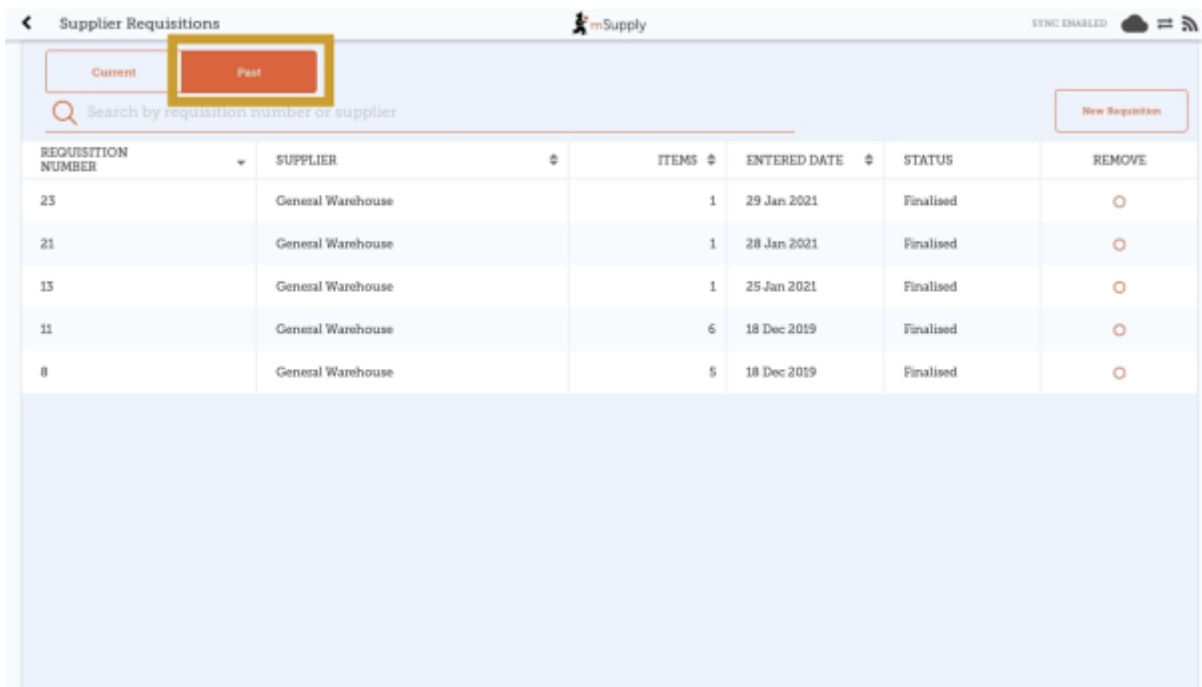 Supplier Requisitions mSupply SYNC ENABLED
Current Past
Search by requisition number or supplier New Requisition
REQUISITION NUMBER SUPPLIER ITEMS ENTERED DATE STATUS REMOVE
23 General Warehouse 1 29 Jan 2021 Finalised
21 General Warehouse 1 28 Jan 2021 Finalised
13 General Warehouse 1 25 Jan 2021 Finalised
11 General Warehouse 6 18 Dec 2019 Finalised
8 General Warehouse 5 18 Dec 2019 Finalised